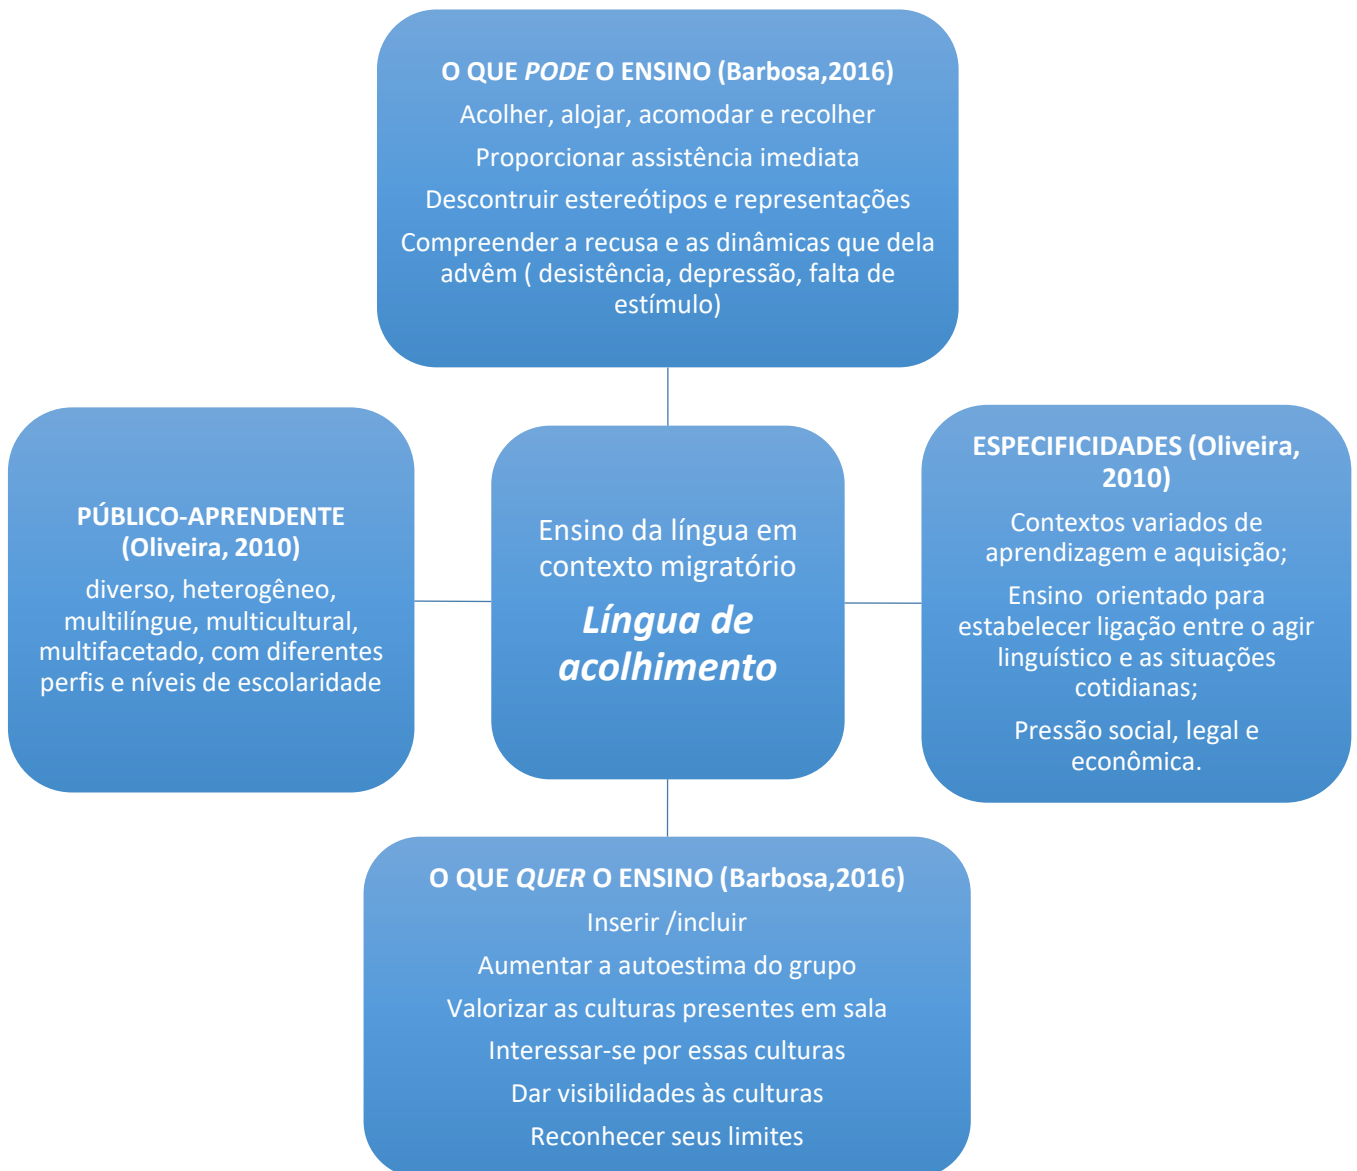 O QUE PODE O ENSINO (Barbosa,2016)
Acolher, alojar, acomodar e recolher
Proporcionar assistência imediata
Descontruir estereótipos e representações
Compreender a recusa e as dinâmicas que dela
advêm ( desistência, depressão, falta de
estímulo)
PÚBLICO-APRENDENTE
(Oliveira, 2010)
diverso, heterogêneo,
multilíngue, multicultural,
multifacetado, com diferentes
perfis e níveis de escolaridade
Ensino da língua em
contexto migratório
Língua de
acolhimento
ESPECIFICIDADES (Oliveira,
2010)
Contextos variados de
aprendizagem e aquisição;
Ensino orientado para
estabelecer ligação entre o agir
linguístico e as situações
cotidianas;
Pressão social, legal e
econômica.
O QUE QUER O ENSINO (Barbosa,2016)
Inserir /incluir
Aumentar a autoestima do grupo
Valorizar as culturas presentes em sala
Interessar-se por essas culturas
Dar visibilidades às culturas
Reconhecer seus limites